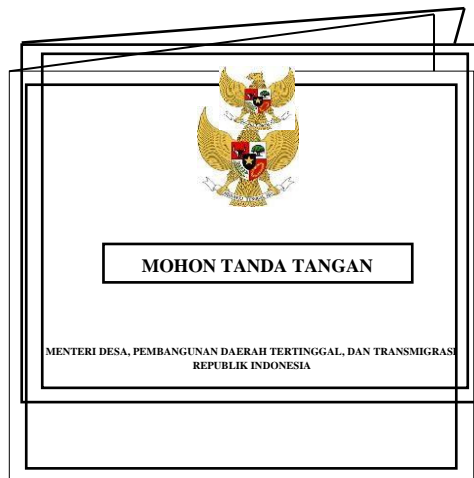 MOHON TANDA TANGAN
MENTERI DESA, PEMBANGUNAN DAERAH TERTINGGAL, DAN TRANSMIGRASI
REPUBLIK INDONESIA